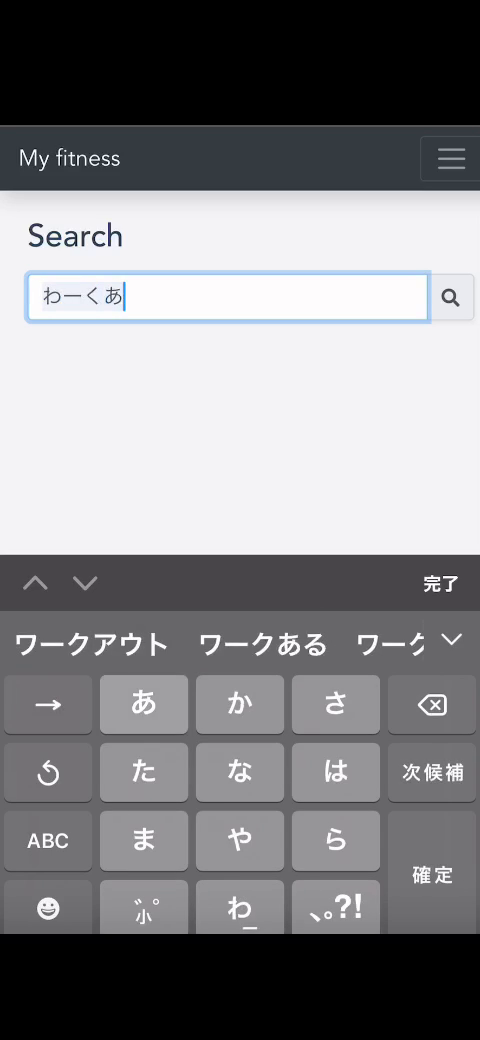 My fitness
Search
わーくあ
完了
ワークアウト ワークある ワーク
→ あ か さ
た な は 次候補
ABC ま や ら
確定
゛゜小 わ_ 、。?!